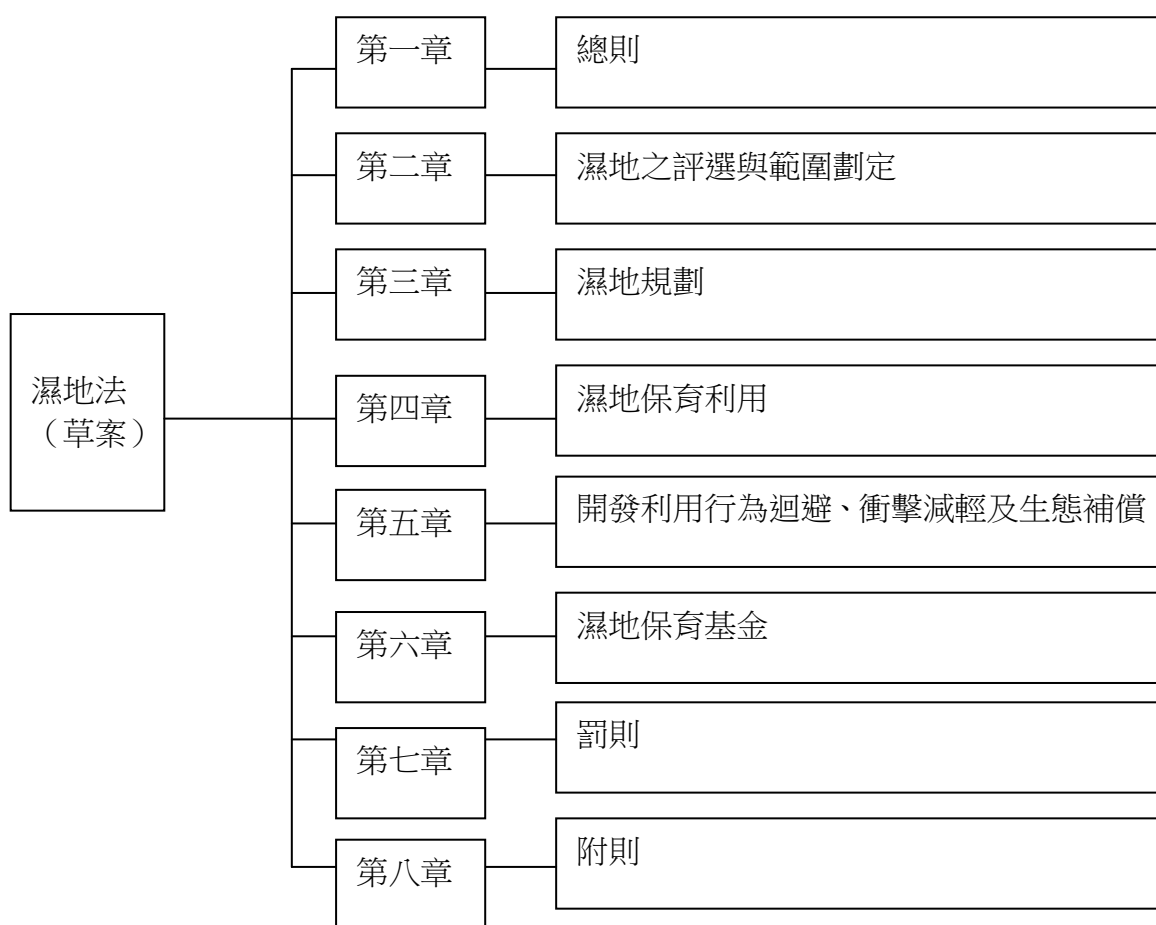 濕地法
（草案）
第一章
總則
第二章
濕地之評選與範圍劃定
第三章
濕地規劃
第四章
濕地保育利用
第五章
開發利用行為迴避、衝擊減輕及生態補償
第六章
濕地保育基金
第七章
罰則
第八章
附則